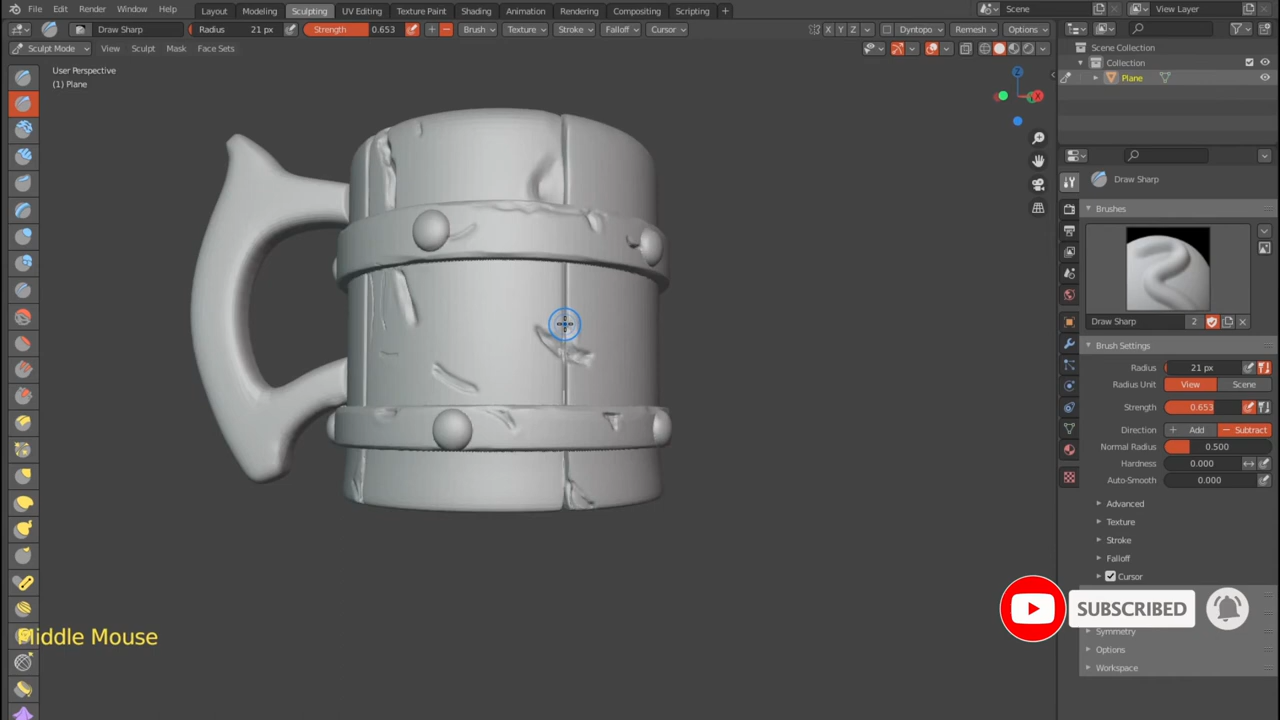 File Edit Render Window Help Layout Modeling Sculpting UV Editing Texture Paint Shading Animation Rendering Compositing Scripting + Scene View Layer
Draw Sharp Radius 21 px Strength 0.653 Brush Texture Stroke Falloff Cursor X Y Z Dyntopo Remesh Options
Sculpt Mode View Sculpt Mask Face Sets
Scene Collection
Collection
Plane
User Perspective
(1) Plane
Z
X
Draw Sharp
Brushes
Draw Sharp 2
Brush Settings
Radius 21 px
Radius Unit View Scene
Strength 0.653
Direction + Add − Subtract
Normal Radius 0.500
Hardness 0.000
Auto-Smooth 0.000
Advanced
Texture
Stroke
Falloff
Cursor
SUBSCRIBED
Symmetry
Options
Workspace
Middle Mouse